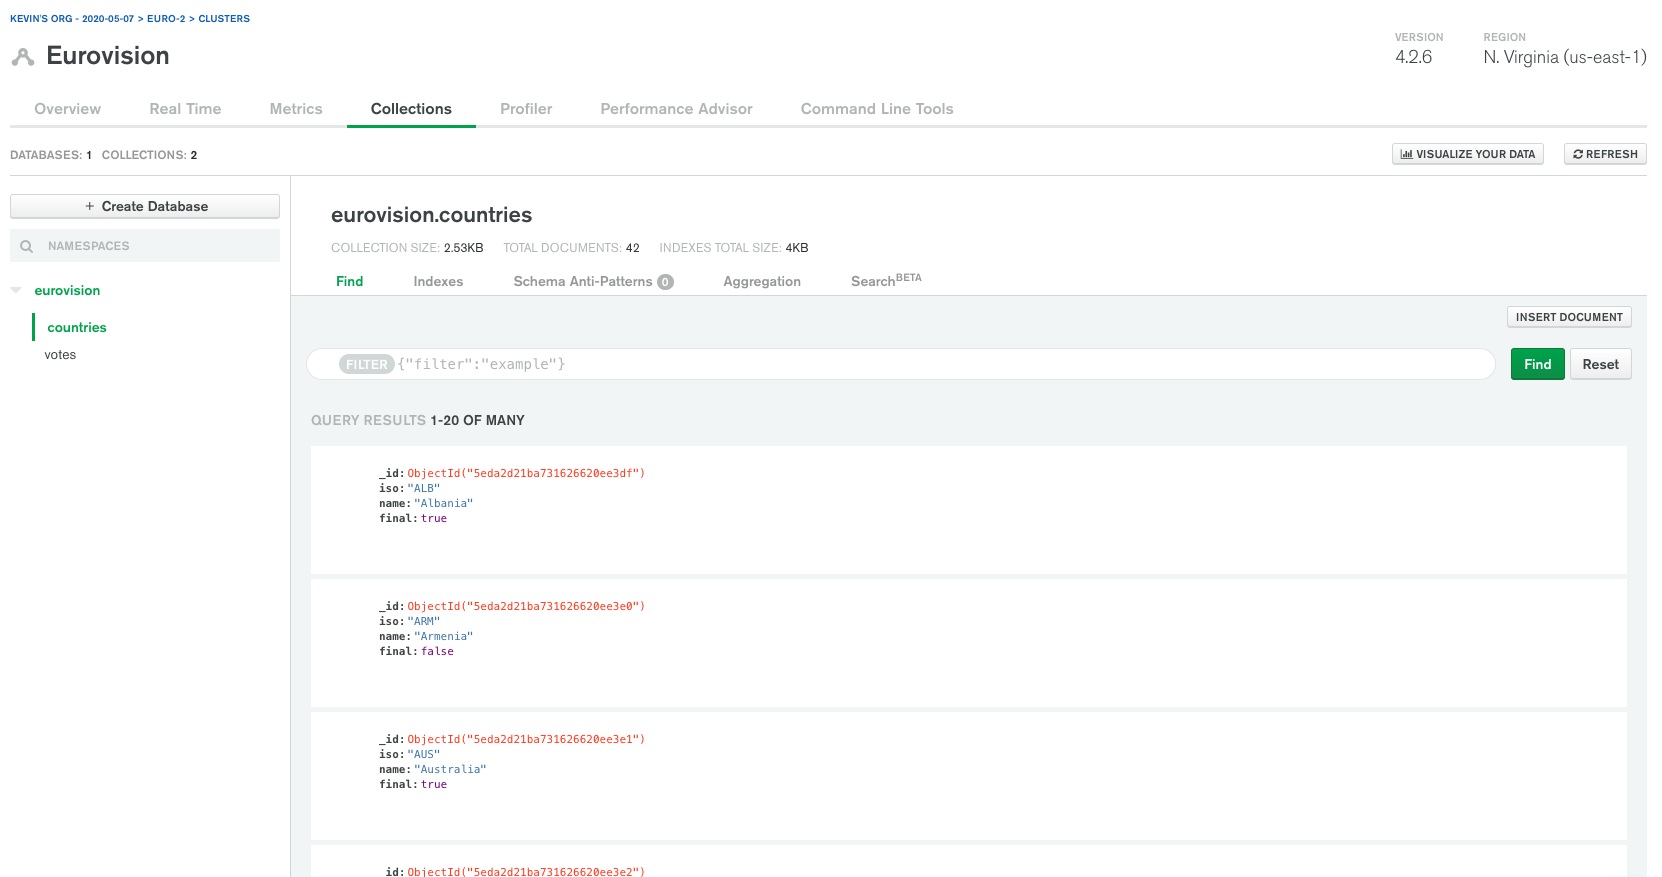 KEVIN'S ORG - 2020-05-07 > EURO-2 > CLUSTERS
Eurovision
VERSION
4.2.6
REGION
N. Virginia (us-east-1)
Overview Real Time Metrics Collections Profiler Performance Advisor Command Line Tools
DATABASES: 1 COLLECTIONS: 2
VISUALIZE YOUR DATA
REFRESH
+ Create Database
NAMESPACES
eurovision
countries
votes
eurovision.countries
COLLECTION SIZE: 2.53KB TOTAL DOCUMENTS: 42 INDEXES TOTAL SIZE: 4KB
Find Indexes Schema Anti-Patterns 0 Aggregation Search BETA
INSERT DOCUMENT
FILTER {"filter":"example"}
Find
Reset
QUERY RESULTS 1-20 OF MANY
_id: ObjectId("5eda2d21ba731626620ee3df")
iso: "ALB"
name: "Albania"
final: true
_id: ObjectId("5eda2d21ba731626620ee3e0")
iso: "ARM"
name: "Armenia"
final: false
_id: ObjectId("5eda2d21ba731626620ee3e1")
iso: "AUS"
name: "Australia"
final: true
_id: ObjectId("5eda2d21ba731626620ee3e2")